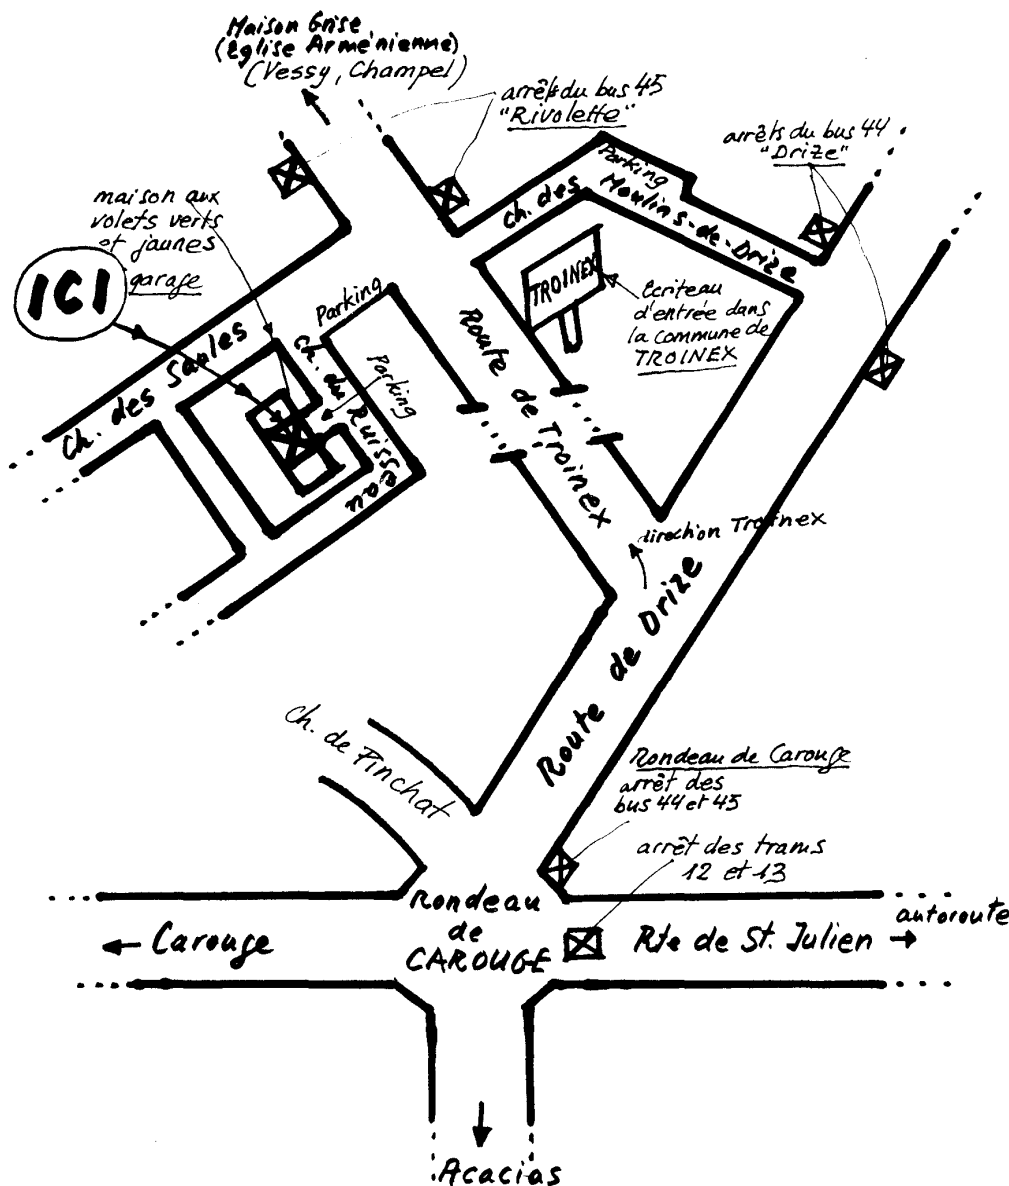 Maison Grise
(Eglise Arménienne)
(Vessy, Champel)
arrêts du bus 45
"Rivolette"
arrêts du bus 44
"Drize"
maison aux
volets verts
et jaunes
garage
ICI
Parking
ch. des
Moulins-de-Drize
TROINEX
Ecriteau
d'entrée dans
la commune de
TROINEX
Parking
Ch. des Saules
Ch. du Ruisseau
Parking
Route de Troinex
direction Troinex
Route de Drize
Ch. de Pinchat
Rondeau de Carouge
arrêt des
bus 44 et 45
arrêt des trams
12 et 13
Rondeau
de
CAROUGE
← Carouge
Rte de St. Julien →
autoroute
Acacias